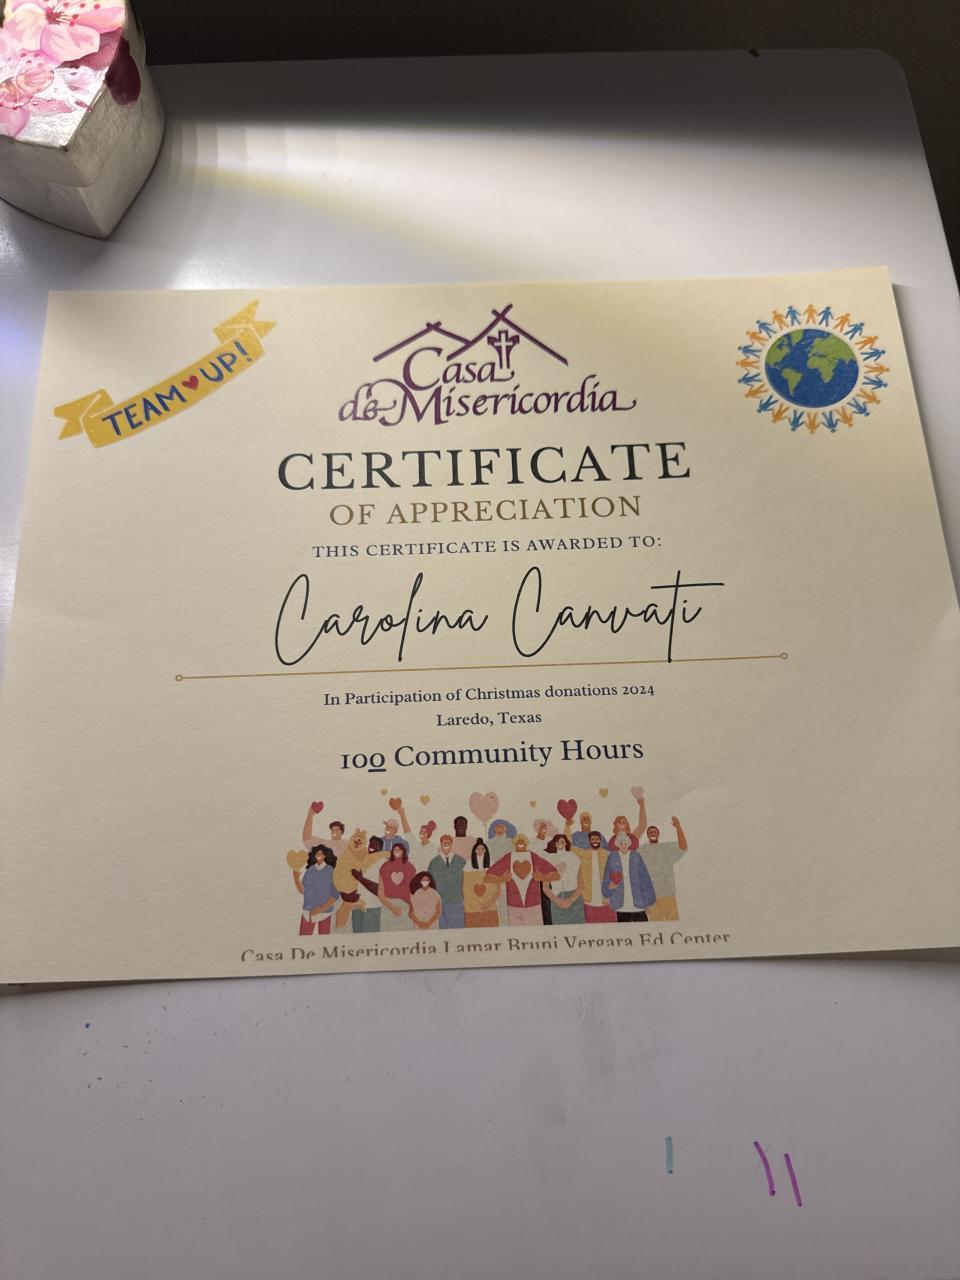 TEAM UP!
Casa
de Misericordia
CERTIFICATE
OF APPRECIATION
THIS CERTIFICATE IS AWARDED TO:
Carolina Canvati
In Participation of Christmas donations 2024
Laredo, Texas
100 Community Hours
Casa De Misericordia Lamar Bruni Vergara Ed Center